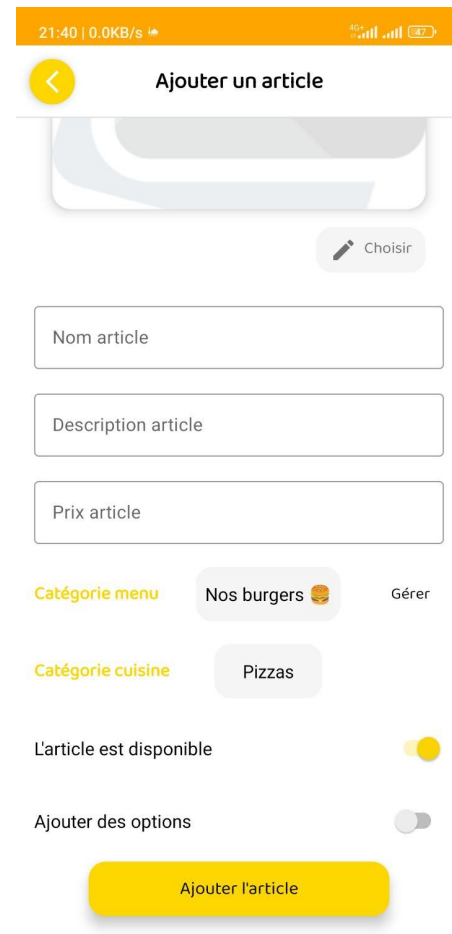 21:40 | 0.0KB/s
4G+
47
Ajouter un article
Choisir
Nom article
Description article
Prix article
Catégorie menu Nos burgers 🍔 Gérer
Catégorie cuisine Pizzas
L'article est disponible
Ajouter des options
Ajouter l'article